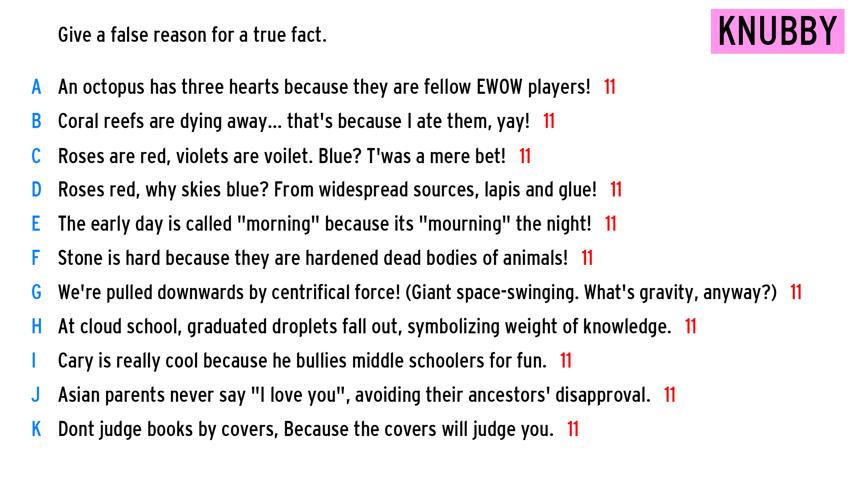 Give a false reason for a true fact.
KNUBBY
A An octopus has three hearts because they are fellow EWOW players! 11
B Coral reefs are dying away... that's because I ate them, yay! 11
C Roses are red, violets are voilet. Blue? T'was a mere bet! 11
D Roses red, why skies blue? From widespread sources, lapis and glue! 11
E The early day is called "morning" because its "mourning" the night! 11
F Stone is hard because they are hardened dead bodies of animals! 11
G We're pulled downwards by centrifical force! (Giant space-swinging. What's gravity, anyway?) 11
H At cloud school, graduated droplets fall out, symbolizing weight of knowledge. 11
I Cary is really cool because he bullies middle schoolers for fun. 11
J Asian parents never say "I love you", avoiding their ancestors' disapproval. 11
K Dont judge books by covers, Because the covers will judge you. 11